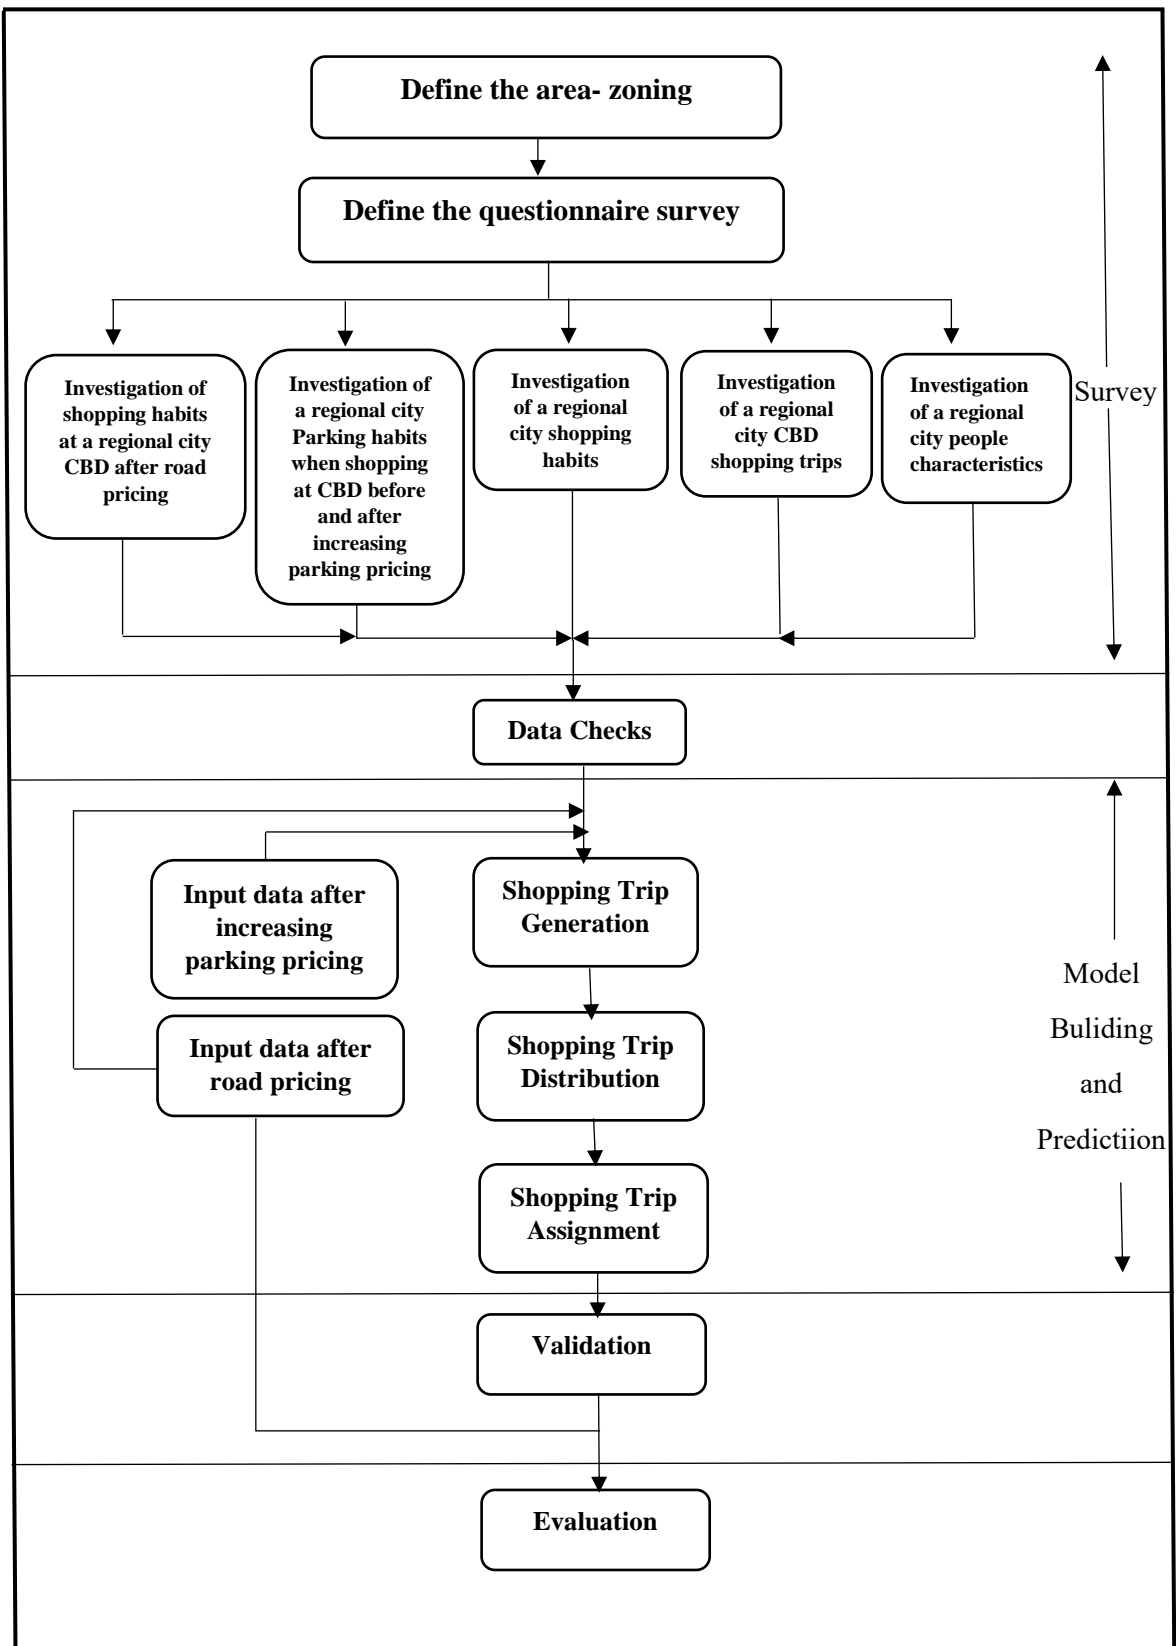 Define the area- zoning
Define the questionnaire survey
Investigation of
shopping habits
at a regional city
CBD after road
pricing
Investigation of
a regional city
Parking habits
when shopping
at CBD before
and after
increasing
parking pricing
Investigation
of a regional
city shopping
habits
Investigation
of a regional
city CBD
shopping trips
Investigation
of a regional
city people
characteristics
Survey
Data Checks
Input data after
increasing
parking pricing
Shopping Trip
Generation
Input data after
road pricing
Shopping Trip
Distribution
Shopping Trip
Assignment
Model
Buliding
and
Predictiion
Validation
Evaluation